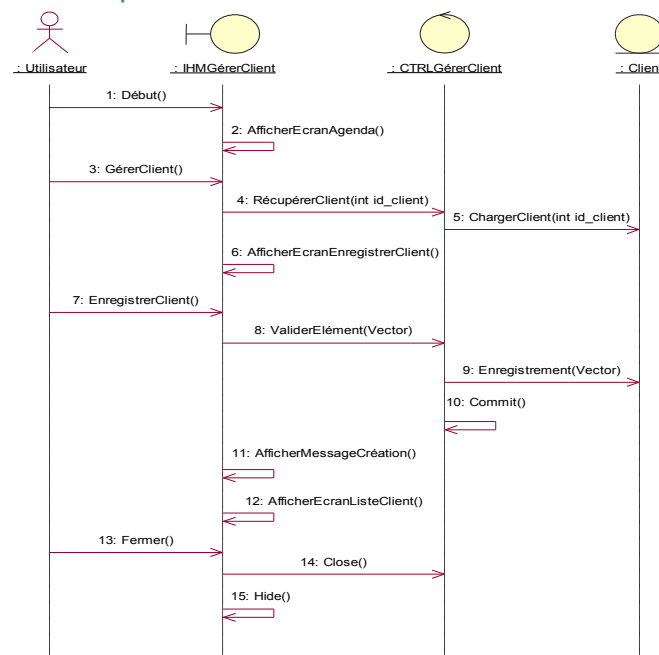 : Utilisateur
: IHMGérerClient
: CTRLGérerClient
: Client
1: Début()
2: AfficherEcranAgenda()
3: GérerClient()
4: RécupérerClient(int id_client)
5: ChargerClient(int id_client)
6: AfficherEcranEnregistrerClient()
7: EnregistrerClient()
8: ValiderElément(Vector)
9: Enregistrement(Vector)
10: Commit()
11: AfficherMessageCréation()
12: AfficherEcranListeClient()
13: Fermer()
14: Close()
15: Hide()